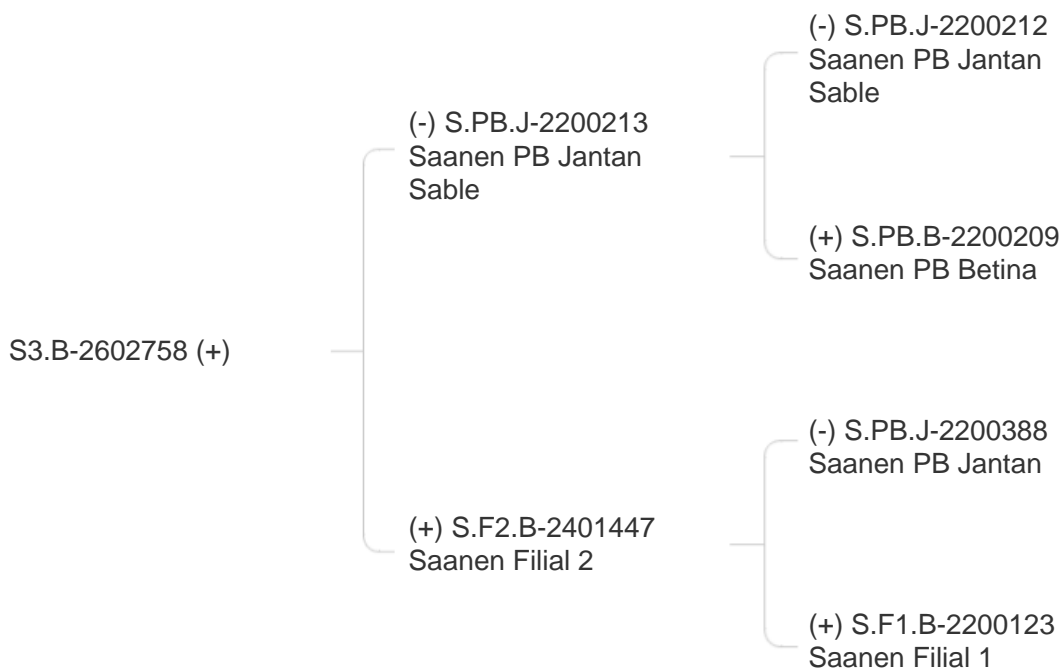 (-) S.PB.J-2200212
Saanen PB Jantan
Sable
(-) S.PB.J-2200213
Saanen PB Jantan
Sable
(+) S.PB.B-2200209
Saanen PB Betina
S3.B-2602758 (+)
(-) S.PB.J-2200388
Saanen PB Jantan
(+) S.F2.B-2401447
Saanen Filial 2
(+) S.F1.B-2200123
Saanen Filial 1